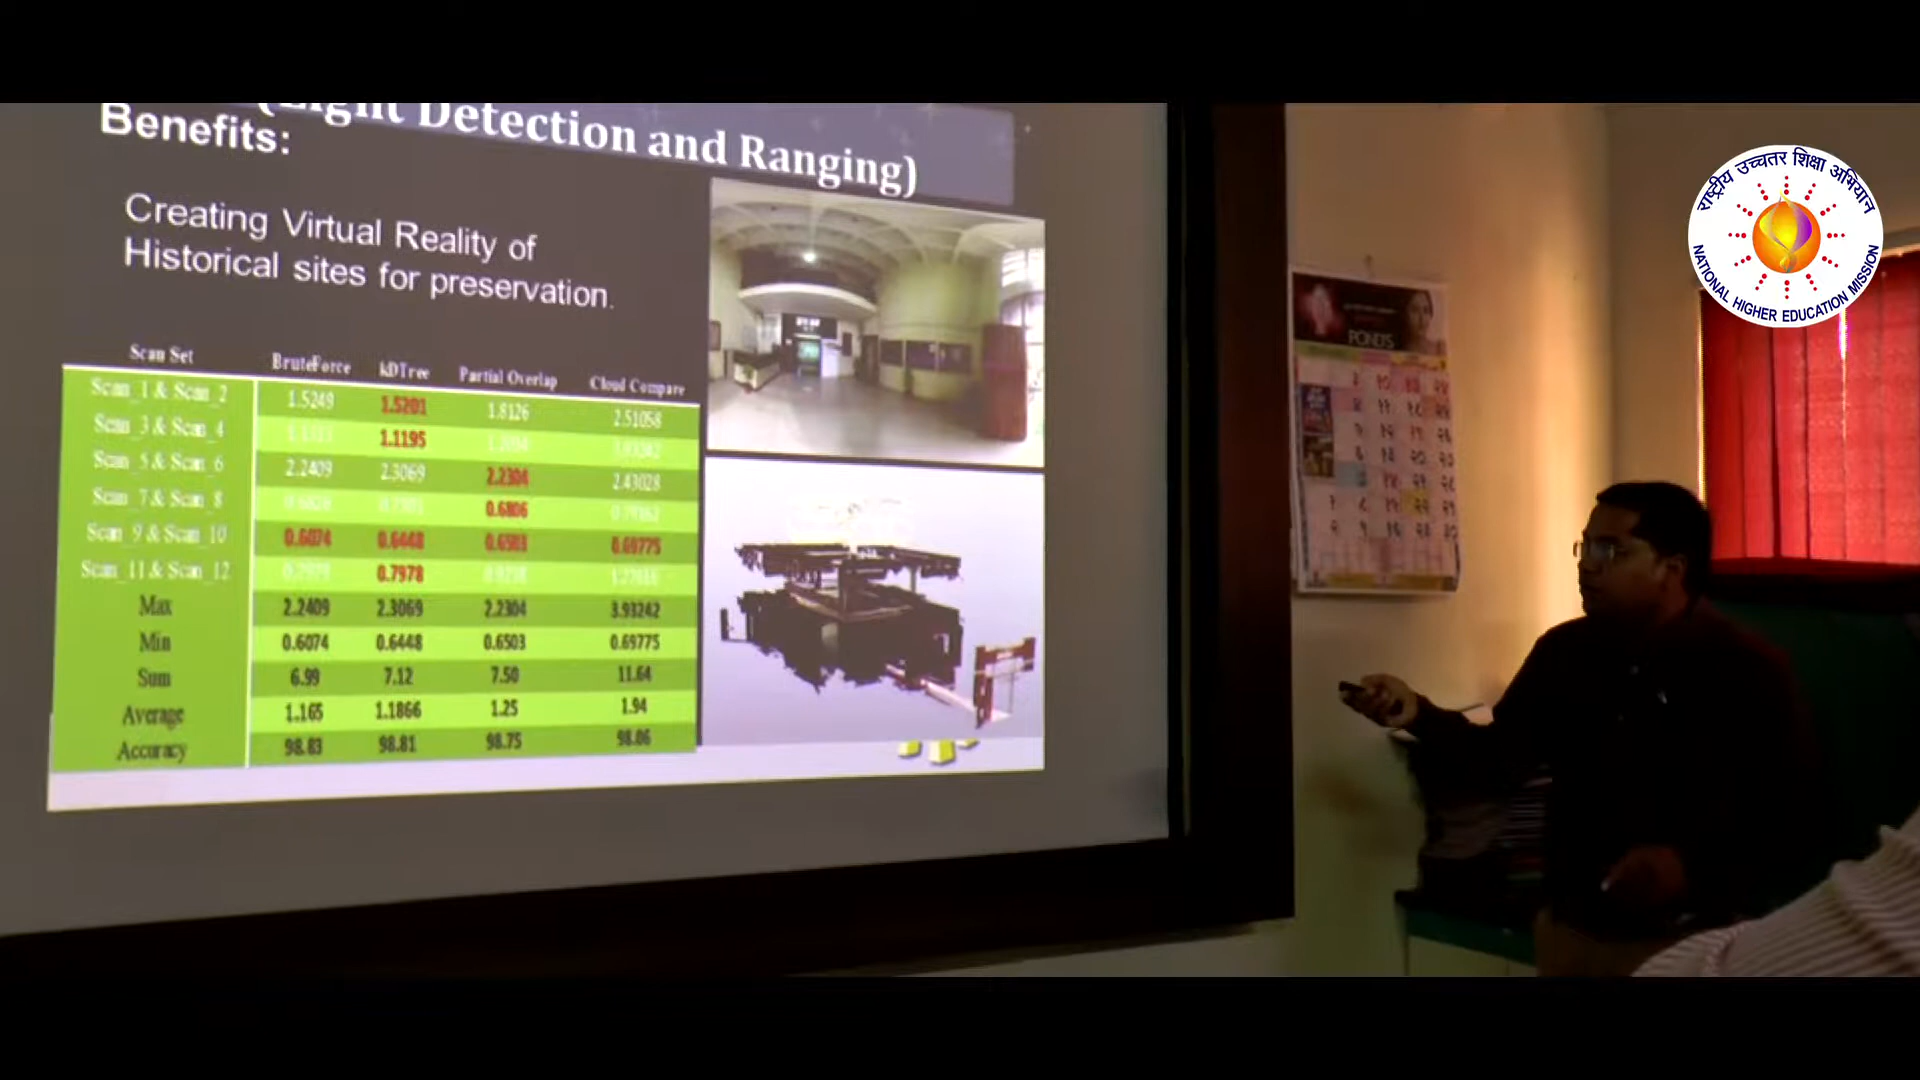 (Light Detection and Ranging)
Benefits:
Creating Virtual Reality of
Historical sites for preservation.
Scan Set BruteForce kDTree Partial Overlap Cloud Compare
Scan_1 & Scan_2 1.5249 1.5201 1.8126 2.51058
Scan_3 & Scan_4 1.1195
Scan_5 & Scan_6 2.2409 2.3069 2.2304 2.43028
Scan_7 & Scan_8 0.6806
Scan_9 & Scan_10 0.6074 0.6448 0.6503 0.69775
Scan_11 & Scan_12 0.7978
Max 2.2409 2.3069 2.2304 3.93242
Min 0.6074 0.6448 0.6503 0.69775
Sum 6.99 7.12 7.50 11.64
Average 1.165 1.1866 1.25 1.94
Accuracy 98.83 98.81 98.75 98.06
POND'S
राष्ट्रीय उच्चतर शिक्षा अभियान
NATIONAL HIGHER EDUCATION MISSION